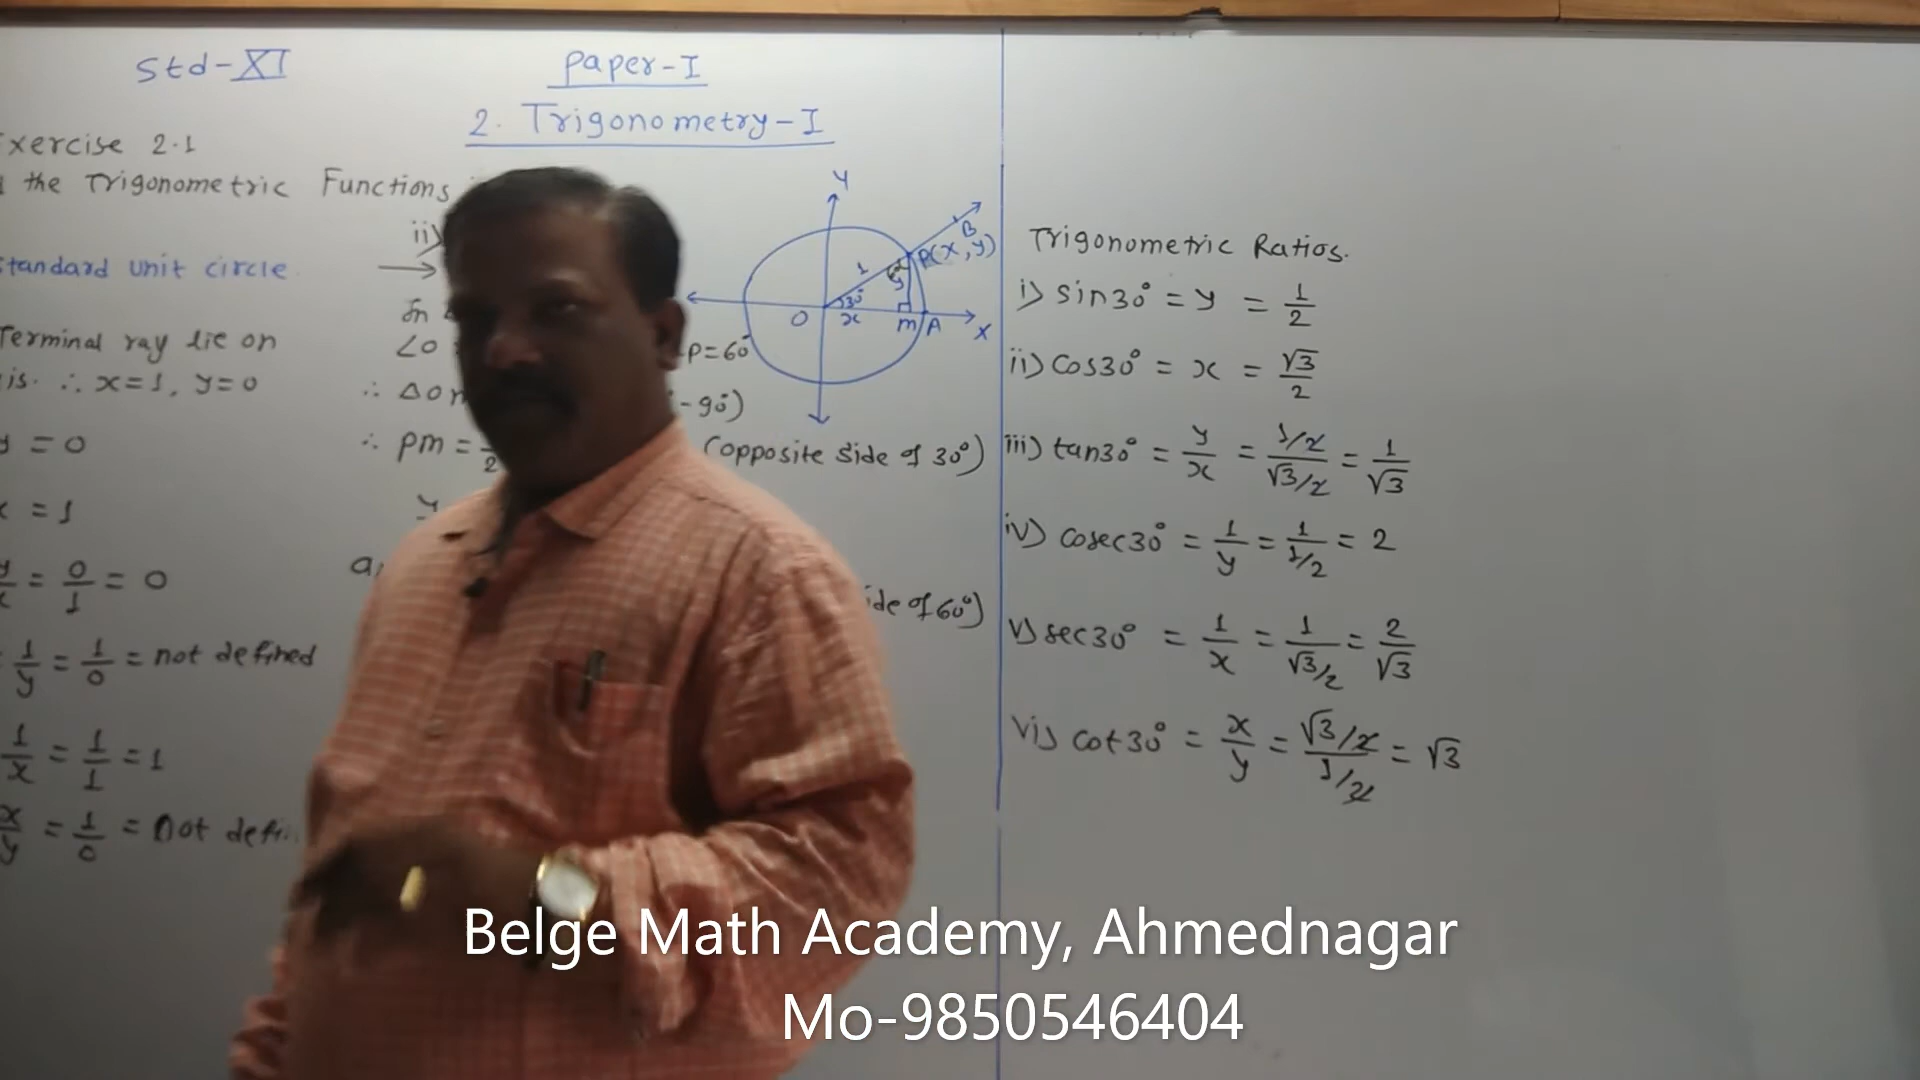 Std-XI
Paper-I
2. Trigonometry-I
Exercise 2.1
the Trigonometric Functions
Standard unit circle.
Terminal ray lie on
is. ∴ x=1, y=0
y = 0
x = 1
y/x = 0/1 = 0
1/y = 1/0 = not defined
1/x = 1/1 = 1
x/y = 1/0 = not
ii)
In
∠O
P=60°
∴ △OM
-90°)
∴ PM =
2
(opposite side of 30°)
y
of 60°)
Y
B
P(x, y)
1
y
30°
O
x
M
A
X
Trigonometric Ratios.
i) sin30° = y = 1/2
ii) cos30° = x = √3/2
iii) tan30° = y/x = (1/2)/(√3/2) = 1/√3
iv) cosec30° = 1/y = 1/(1/2) = 2
v) sec30° = 1/x = 1/(√3/2) = 2/√3
vi) cot30° = x/y = (√3/2)/(1/2) = √3
Belge Math Academy, Ahmednagar
Mo-9850546404